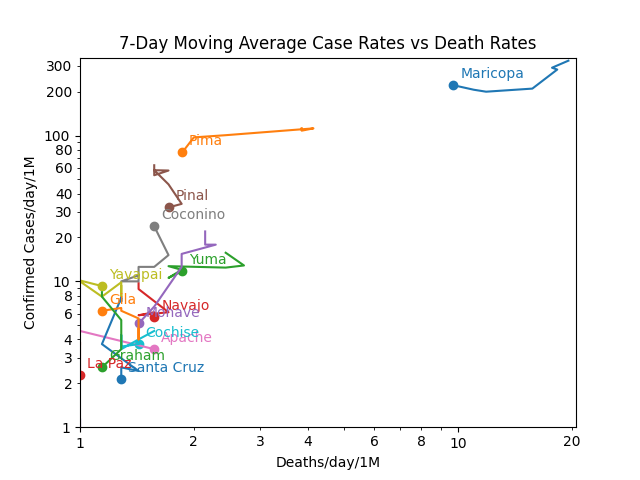 7-Day Moving Average Case Rates vs Death Rates
300
200
100
80
60
40
30
20
10
8
6
4
3
2
1
Confirmed Cases/day/1M
Maricopa
Pima
Pinal
Coconino
Yuma
Yavapai
Gila
Navajo
Mohave
Cochise
Apache
Graham
La Paz
Santa Cruz
1 2 3 4 6 8 10 20
Deaths/day/1M